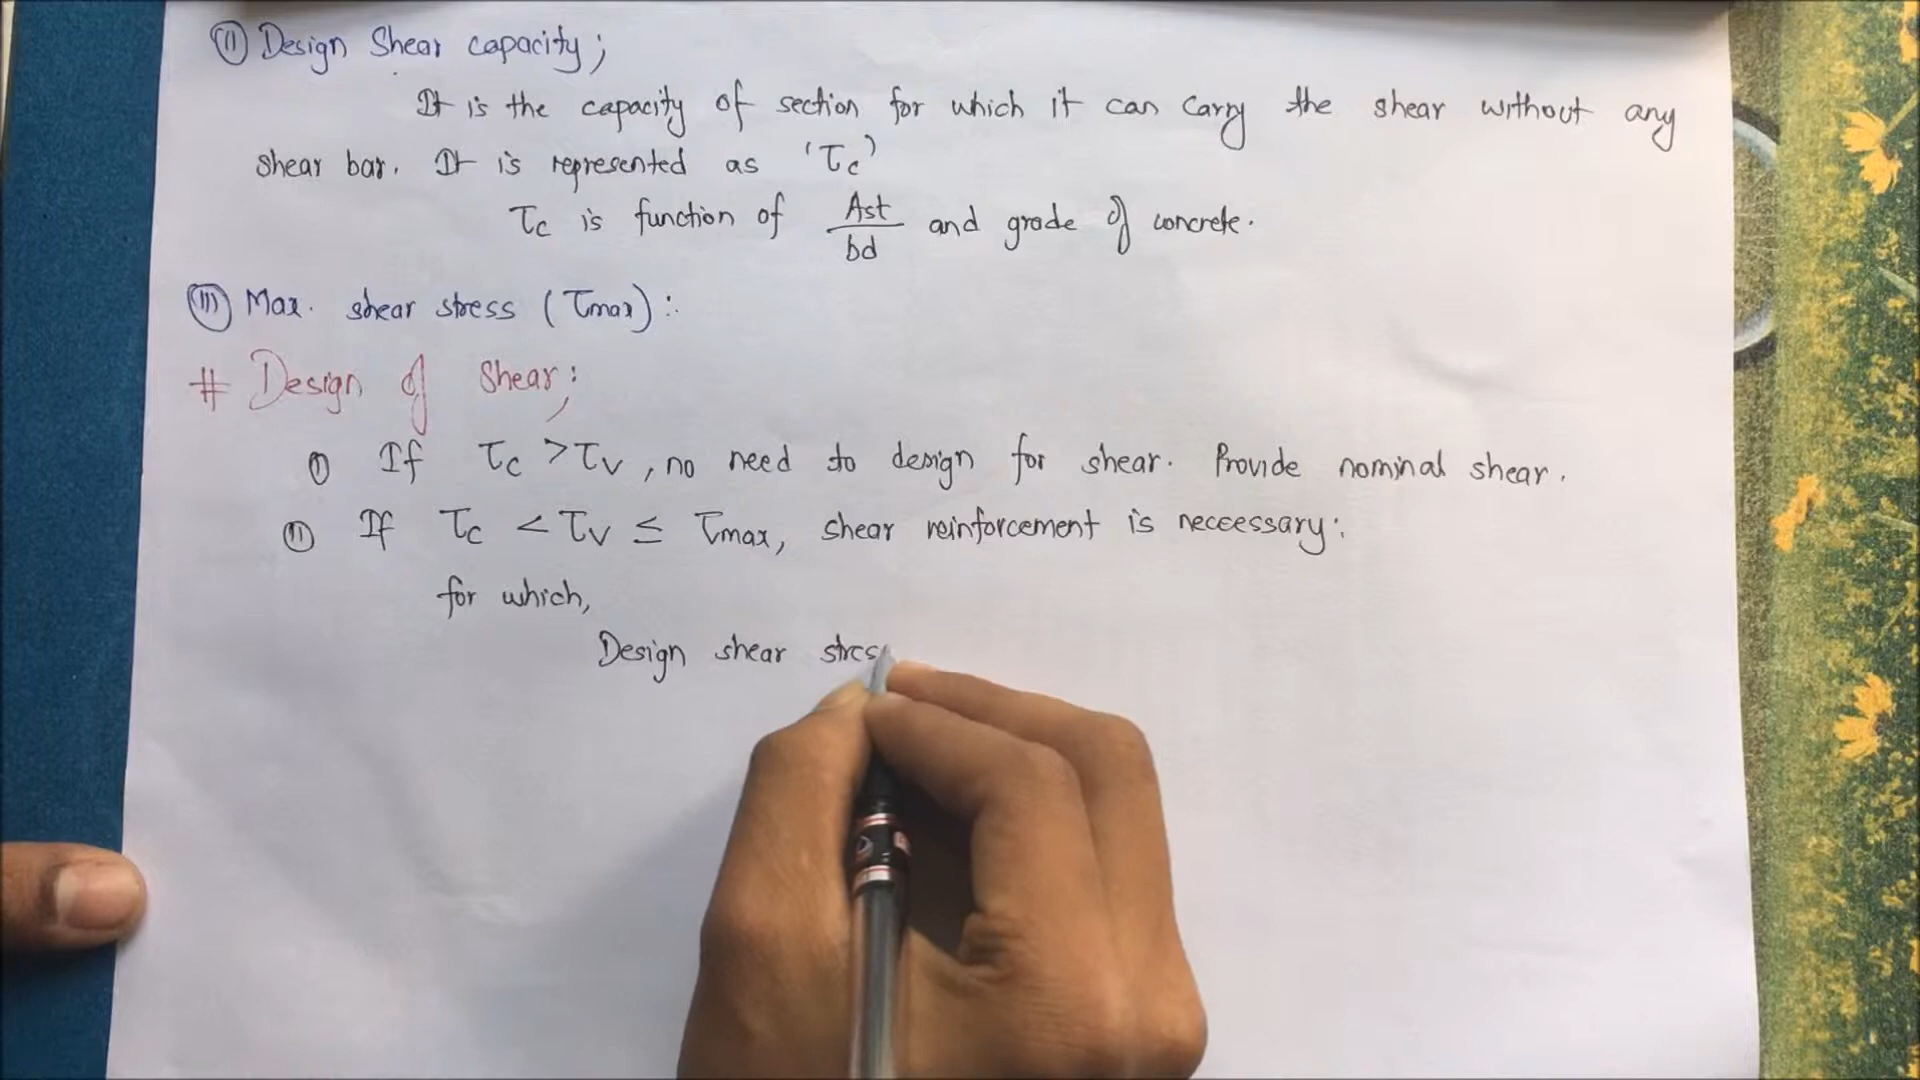 (II) Design Shear capacity;
It is the capacity of section for which it can carry the shear without any
shear bar. It is represented as 'τc'
τc is function of Ast/bd and grade of concrete.
(III) Max. shear stress (τmax):
# Design of Shear:
(I) If τc > τv, no need to design for shear. Provide nominal shear.
(II) If τc < τv ≤ τmax, shear reinforcement is neccessary:
for which,
Design shear stres